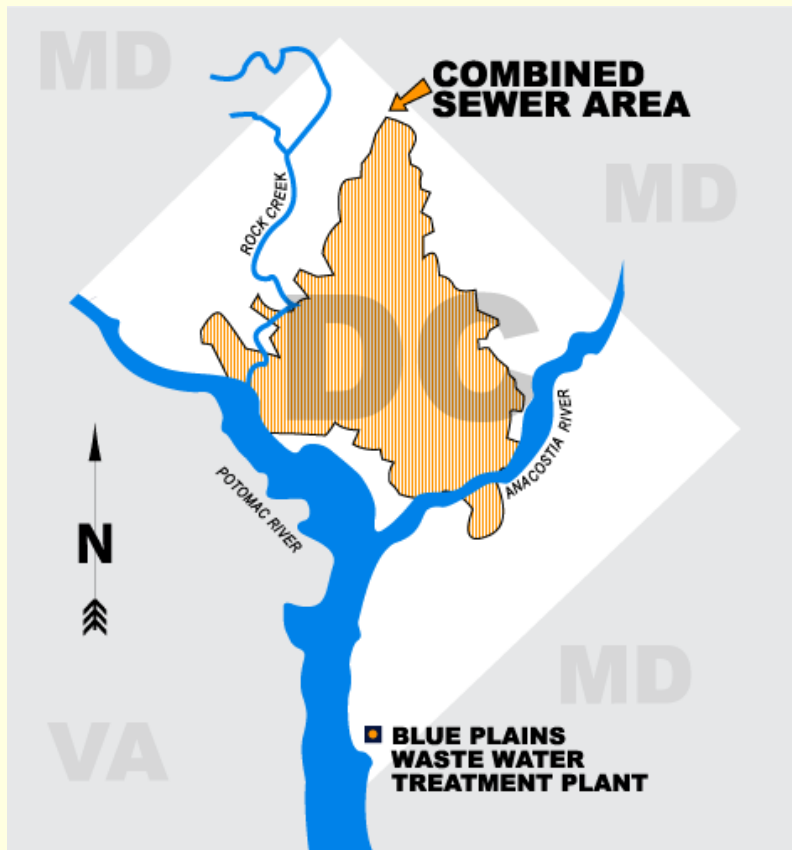 MD
COMBINED
SEWER AREA
MD
ROCK CREEK
DC
ANACOSTIA RIVER
POTOMAC RIVER
N
MD
VA
BLUE PLAINS
WASTE WATER
TREATMENT PLANT